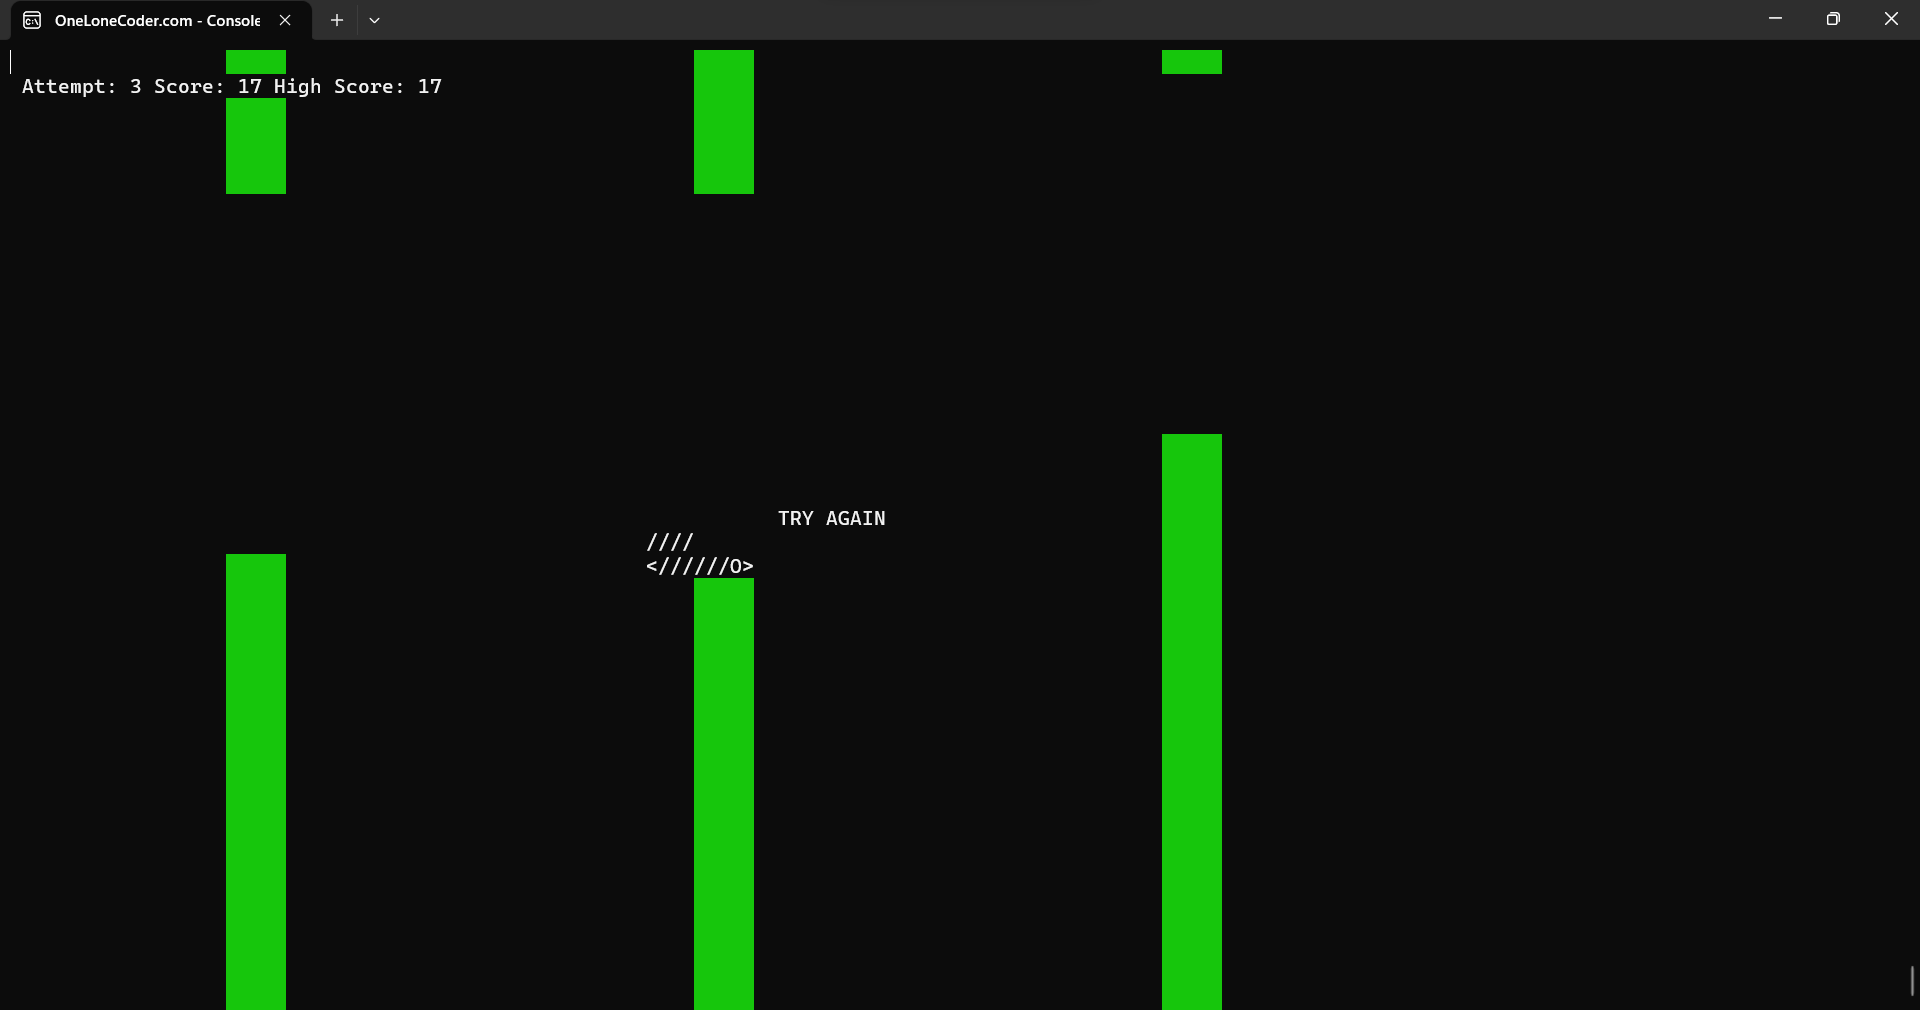 OneLoneCoder.com - Console
Attempt: 3 Score: 17 High Score: 17
TRY AGAIN
////
<//////O>